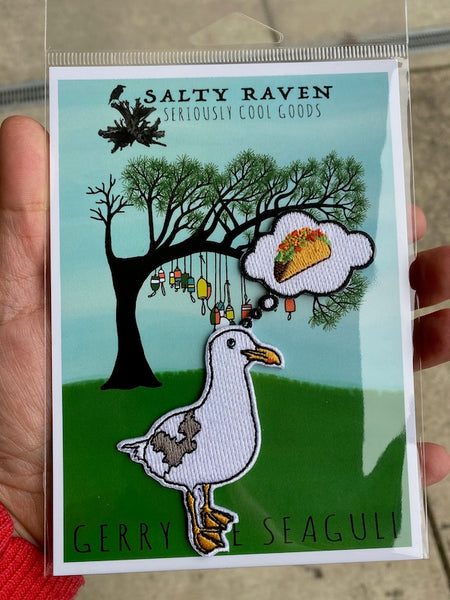 SALTY RAVEN
SERIOUSLY COOL GOODS
GERRY E SEAGULL